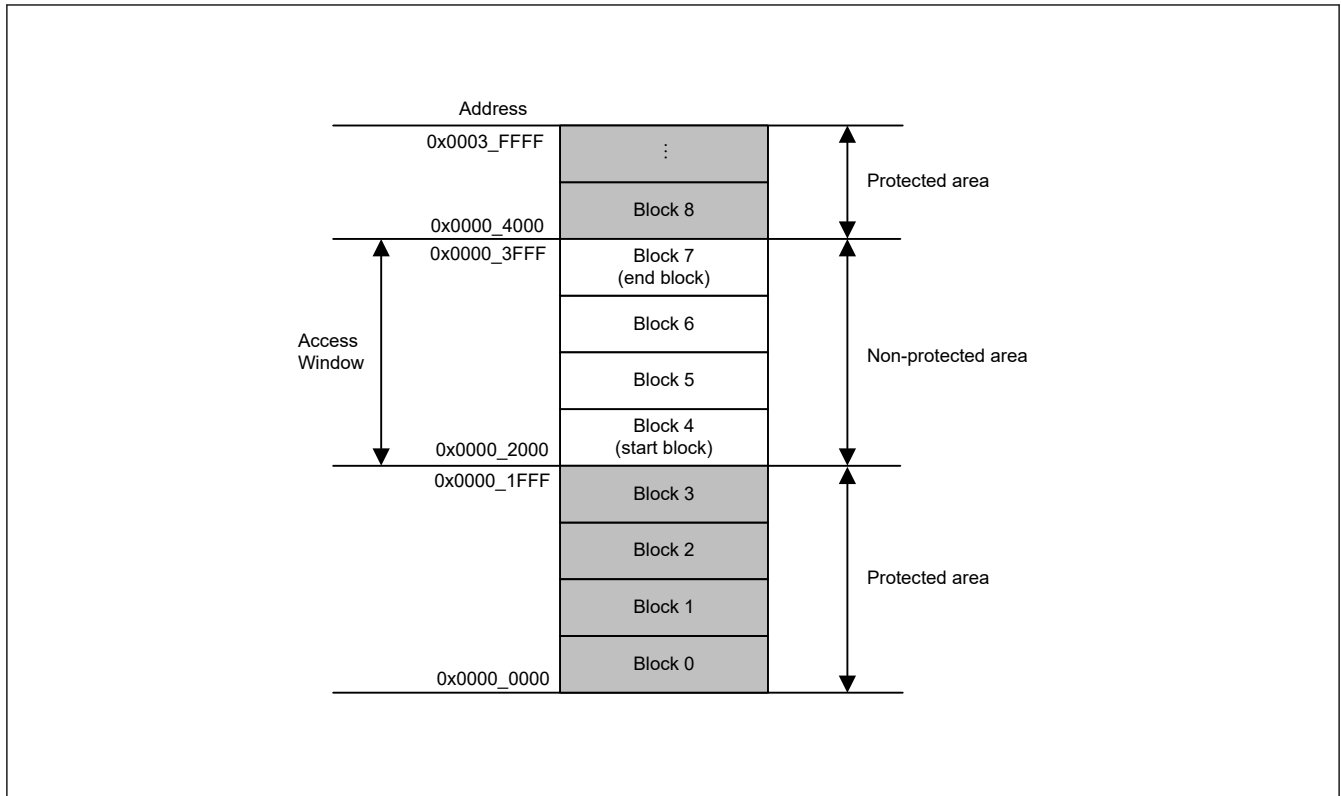 Address
0x0003_FFFF
⋮
Protected area
Block 8
0x0000_4000
0x0000_3FFF
Block 7
(end block)
Block 6
Access
Window
Non-protected area
Block 5
Block 4
(start block)
0x0000_2000
0x0000_1FFF
Block 3
Block 2
Protected area
Block 1
Block 0
0x0000_0000